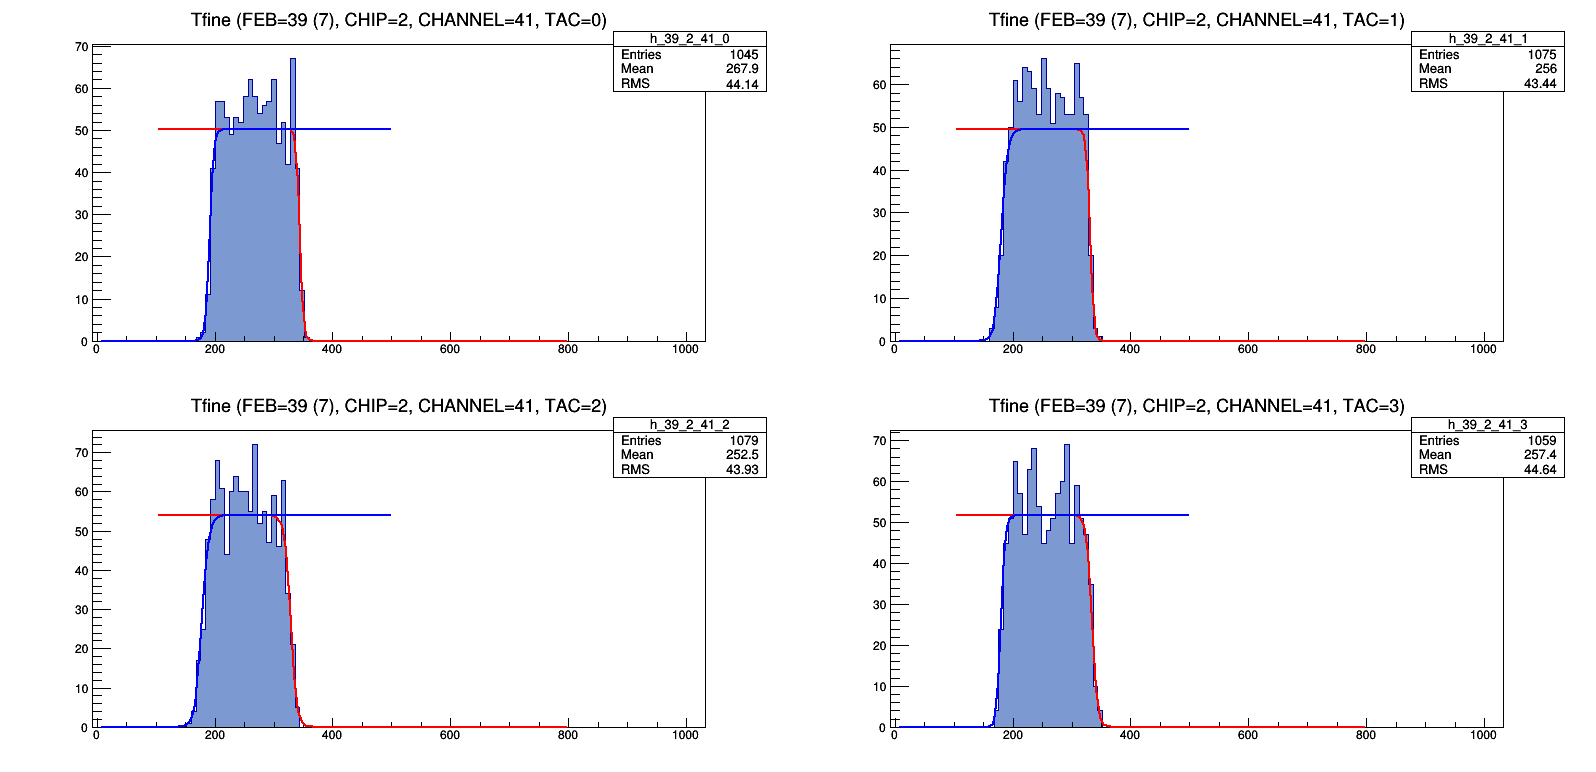 Tfine (FEB=39 (7), CHIP=2, CHANNEL=41, TAC=0)
h_39_2_41_0
Entries 1045
Mean 267.9
RMS 44.14
70
60
50
40
30
20
10
0
0 200 400 600 800 1000
Tfine (FEB=39 (7), CHIP=2, CHANNEL=41, TAC=1)
h_39_2_41_1
Entries 1075
Mean 256
RMS 43.44
60
50
40
30
20
10
0
0 200 400 600 800 1000
Tfine (FEB=39 (7), CHIP=2, CHANNEL=41, TAC=2)
h_39_2_41_2
Entries 1079
Mean 252.5
RMS 43.93
70
60
50
40
30
20
10
0
0 200 400 600 800 1000
Tfine (FEB=39 (7), CHIP=2, CHANNEL=41, TAC=3)
h_39_2_41_3
Entries 1059
Mean 257.4
RMS 44.64
70
60
50
40
30
20
10
0
0 200 400 600 800 1000